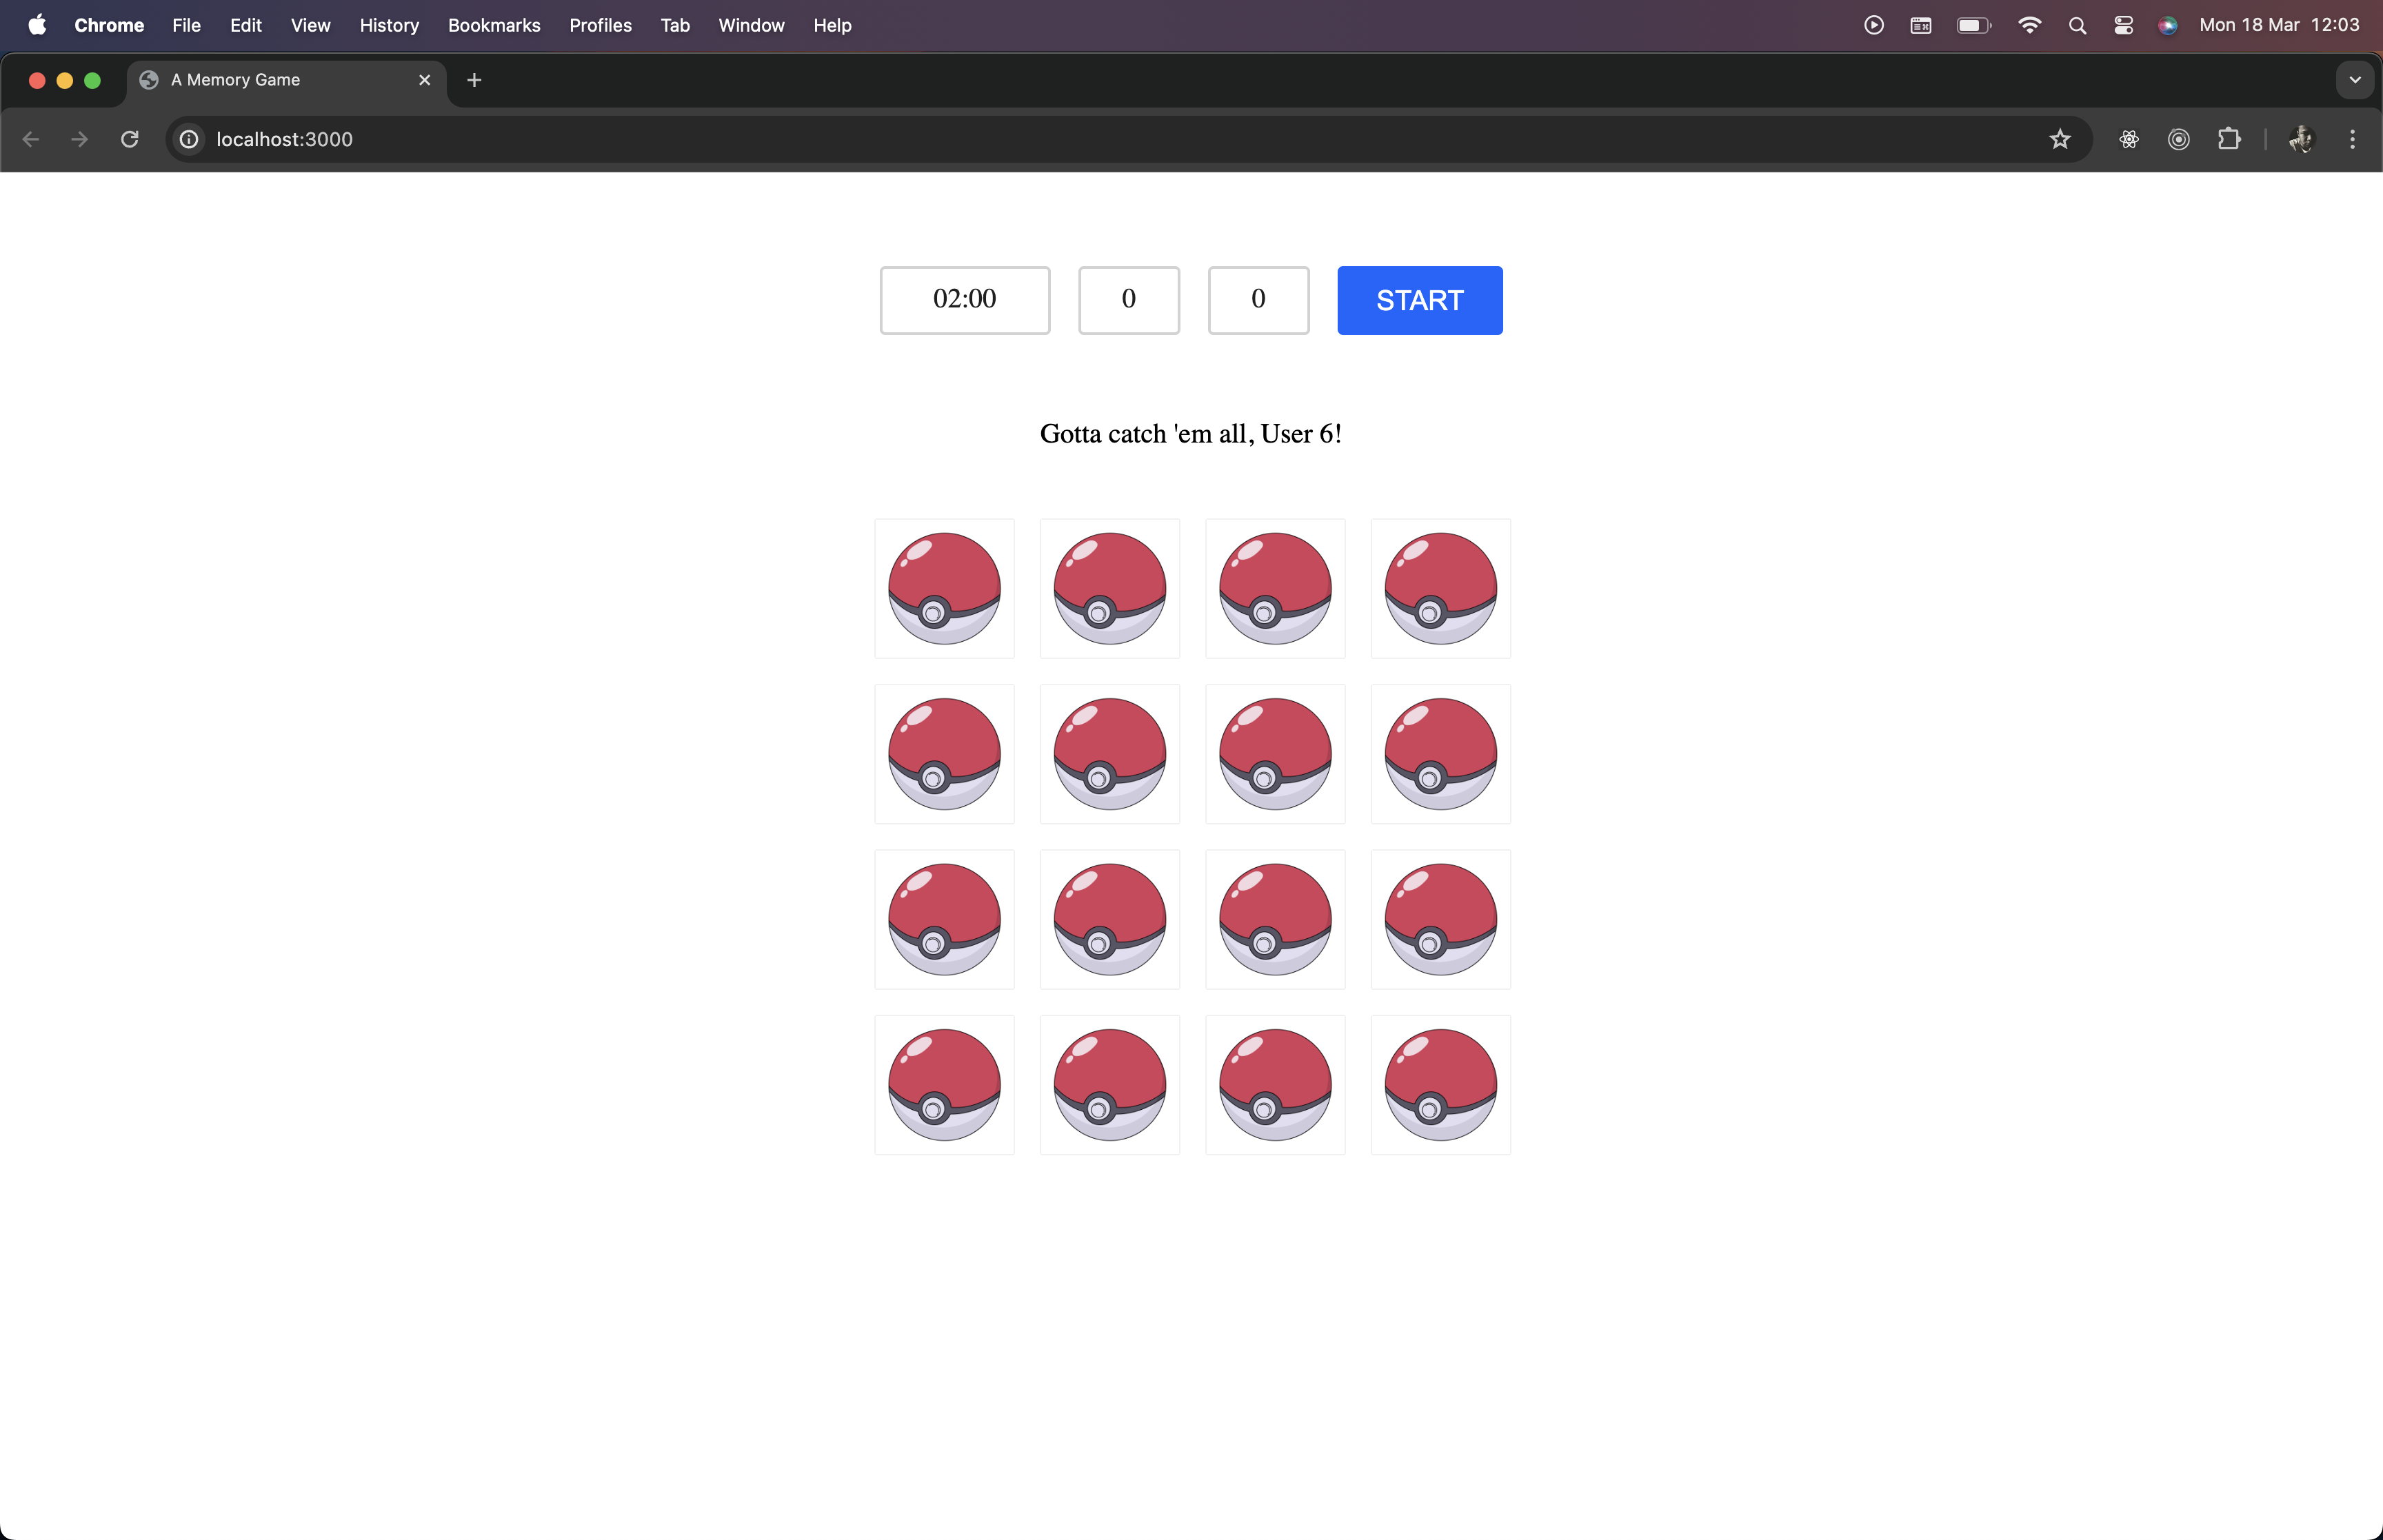 Chrome File Edit View History Bookmarks Profiles Tab Window Help Mon 18 Mar 12:03
A Memory Game
localhost:3000
02:00 0 0 START
Gotta catch 'em all, User 6!